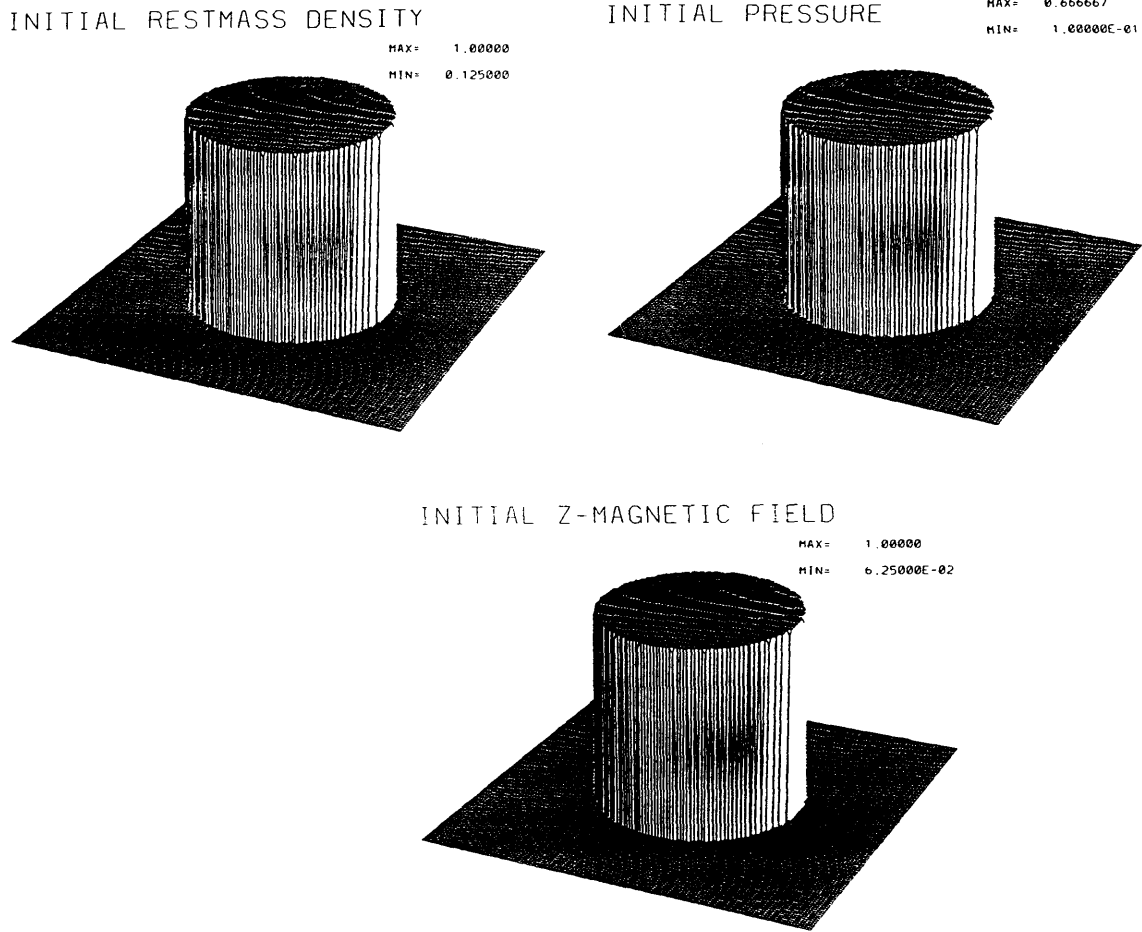 INITIAL RESTMASS DENSITY
MAX= 1.00000
MIN= 0.125000
INITIAL PRESSURE
MAX= 0.666667
MIN= 1.00000E-01
INITIAL Z-MAGNETIC FIELD
MAX= 1.00000
MIN= 6.25000E-02